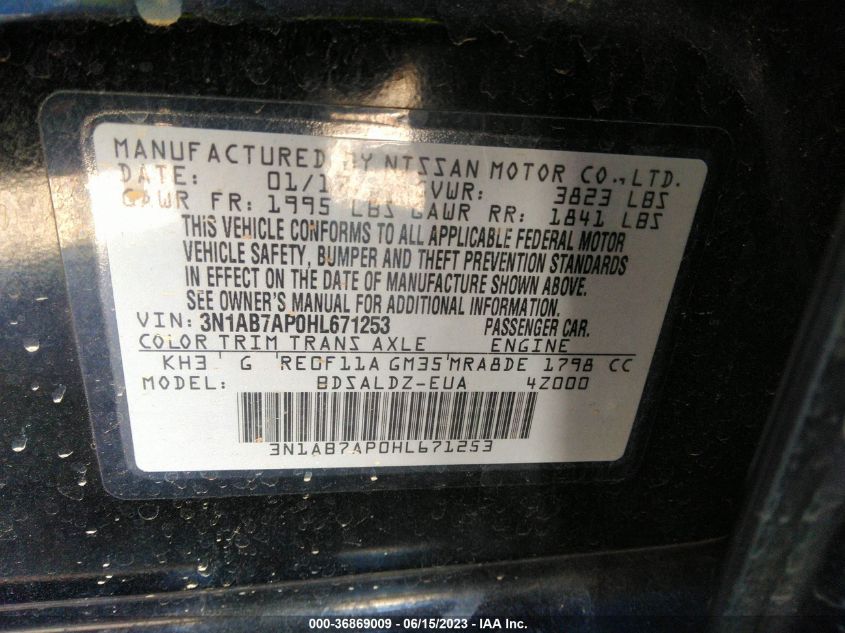 MANUFACTURED BY NISSAN MOTOR CO.,LTD.
DATE: 01/1 GVWR: 3823 LBS
GAWR FR: 1995 LBS GAWR RR: 1841 LBS
THIS VEHICLE CONFORMS TO ALL APPLICABLE FEDERAL MOTOR
VEHICLE SAFETY, BUMPER AND THEFT PREVENTION STANDARDS
IN EFFECT ON THE DATE OF MANUFACTURE SHOWN ABOVE.
SEE OWNER'S MANUAL FOR ADDITIONAL INFORMATION.
VIN: 3N1AB7AP0HL671253 PASSENGER CAR.
COLOR TRIM TRANS AXLE ENGINE
KH3 G RE0F11A GM35 MRA8DE 1798 CC
MODEL: BDSALDZ-EUA 4Z000
3N1AB7AP0HL671253
000-36869009 - 06/15/2023 - IAA Inc.